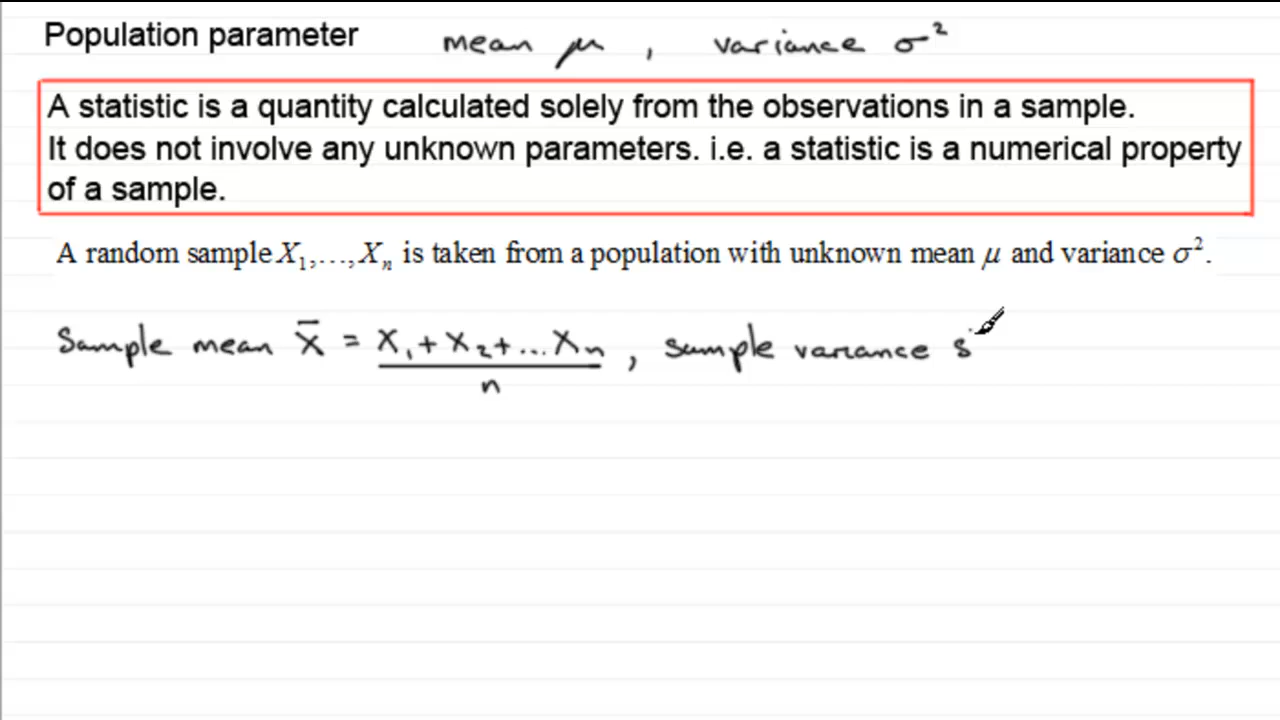 Population parameter mean μ, variance σ²
A statistic is a quantity calculated solely from the observations in a sample.
It does not involve any unknown parameters. i.e. a statistic is a numerical property
of a sample.
A random sample X₁,…,Xₙ is taken from a population with unknown mean μ and variance σ².
Sample mean X̄ = X₁ + X₂ + ... Xₙ / n, sample variance s